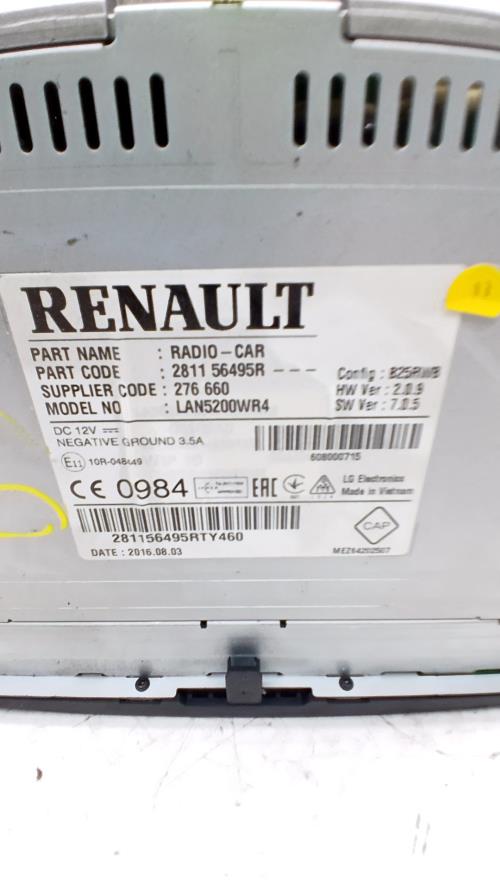 RENAULT
PART NAME : RADIO-CAR
PART CODE : 2811 56495R - - -
Config : B25RWB
SUPPLIER CODE : 276 660
HW Ver : 2.0.9
MODEL NO : LAN5200WR4
SW Ver : 7.0.5
DC 12V
NEGATIVE GROUND 3.5A
608000715
E11 10R-048649
CE 0984
EAC
LG Electronics
Made in Vietnam
CAP
281156495RTY460
DATE : 2016.08.03
MEZ64202507